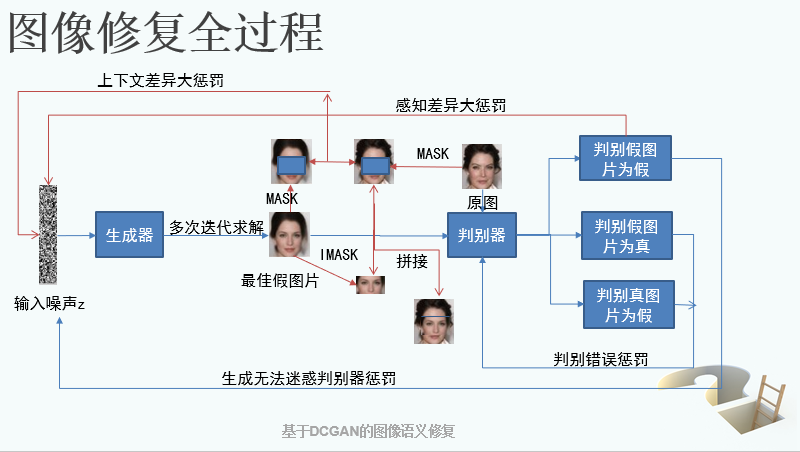 图像修复全过程
上下文差异大惩罚
感知差异大惩罚
MASK
判别假图
片为假
原图
MASK
生成器
多次迭代求解
判别器
判别假图
片为真
IMASK
拼接
最佳假图片
输入噪声z
判别真图
片为假
判别错误惩罚
生成无法迷惑判别器惩罚
基于DCGAN的图像语义修复